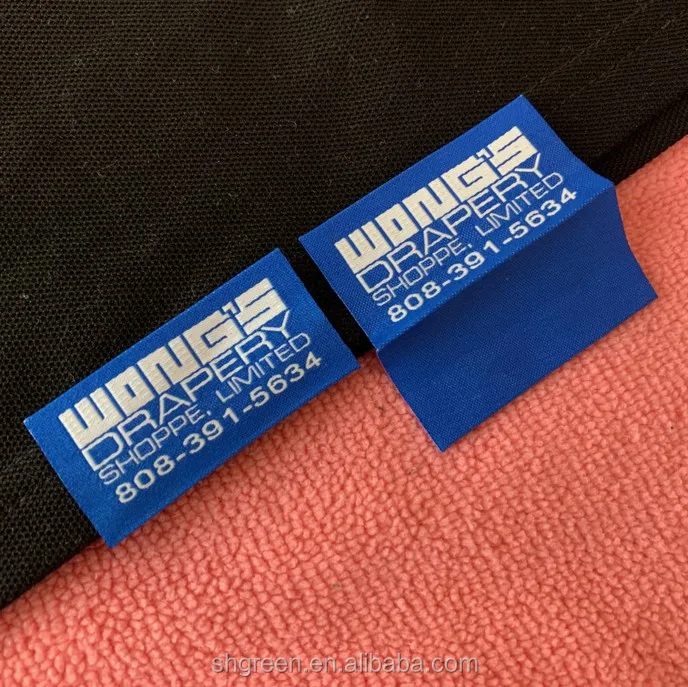 WONG'S
DRAPERY
SHOPPE, LIMITED
808-391-5634
WONG'S
DRAPERY
SHOPPE, LIMITED
808-391-5634
shgreen.en.alibaba.com